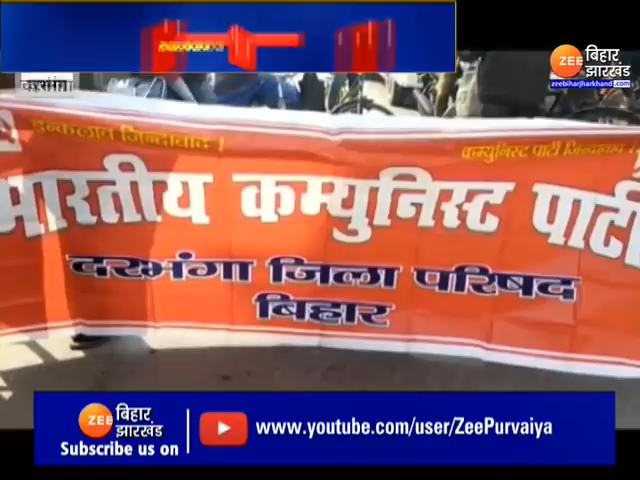 ZEE बिहार झारखंड
zeebiharjharkhand.com
दरभंगा
इन्कलाब जिन्दाबाद !
कम्युनिस्ट पार्टी जिन्दाबाद !
भारतीय कम्युनिस्ट पार्टी
दरभंगा जिला परिषद
बिहार
ZEE बिहार झारखंड
Subscribe us on
www.youtube.com/user/ZeePurvaiya